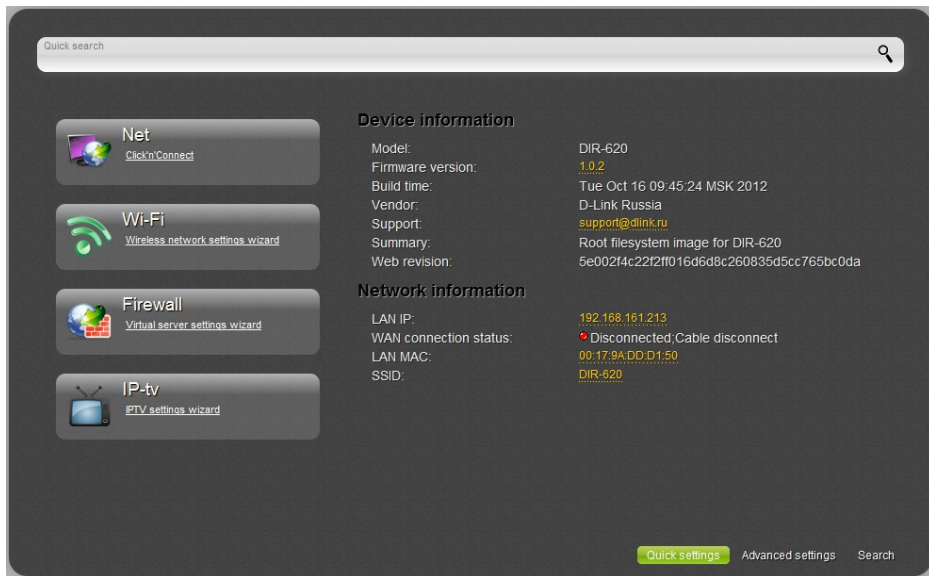 Quick search
Net
Click'n'Connect
Wi-Fi
Wireless network settings wizard
Firewall
Virtual server settings wizard
IP-tv
IPTV settings wizard
Device information
Model: DIR-620
Firmware version: 1.0.2
Build time: Tue Oct 16 09:45:24 MSK 2012
Vendor: D-Link Russia
Support: support@dlink.ru
Summary: Root filesystem image for DIR-620
Web revision: 5e002f4c22f2ff016d6d8c260835d5cc765bc0da
Network information
LAN IP: 192.168.161.213
WAN connection status: Disconnected;Cable disconnect
LAN MAC: 00:17:9A:DD:D1:50
SSID: DIR-620
Quick settings Advanced settings Search